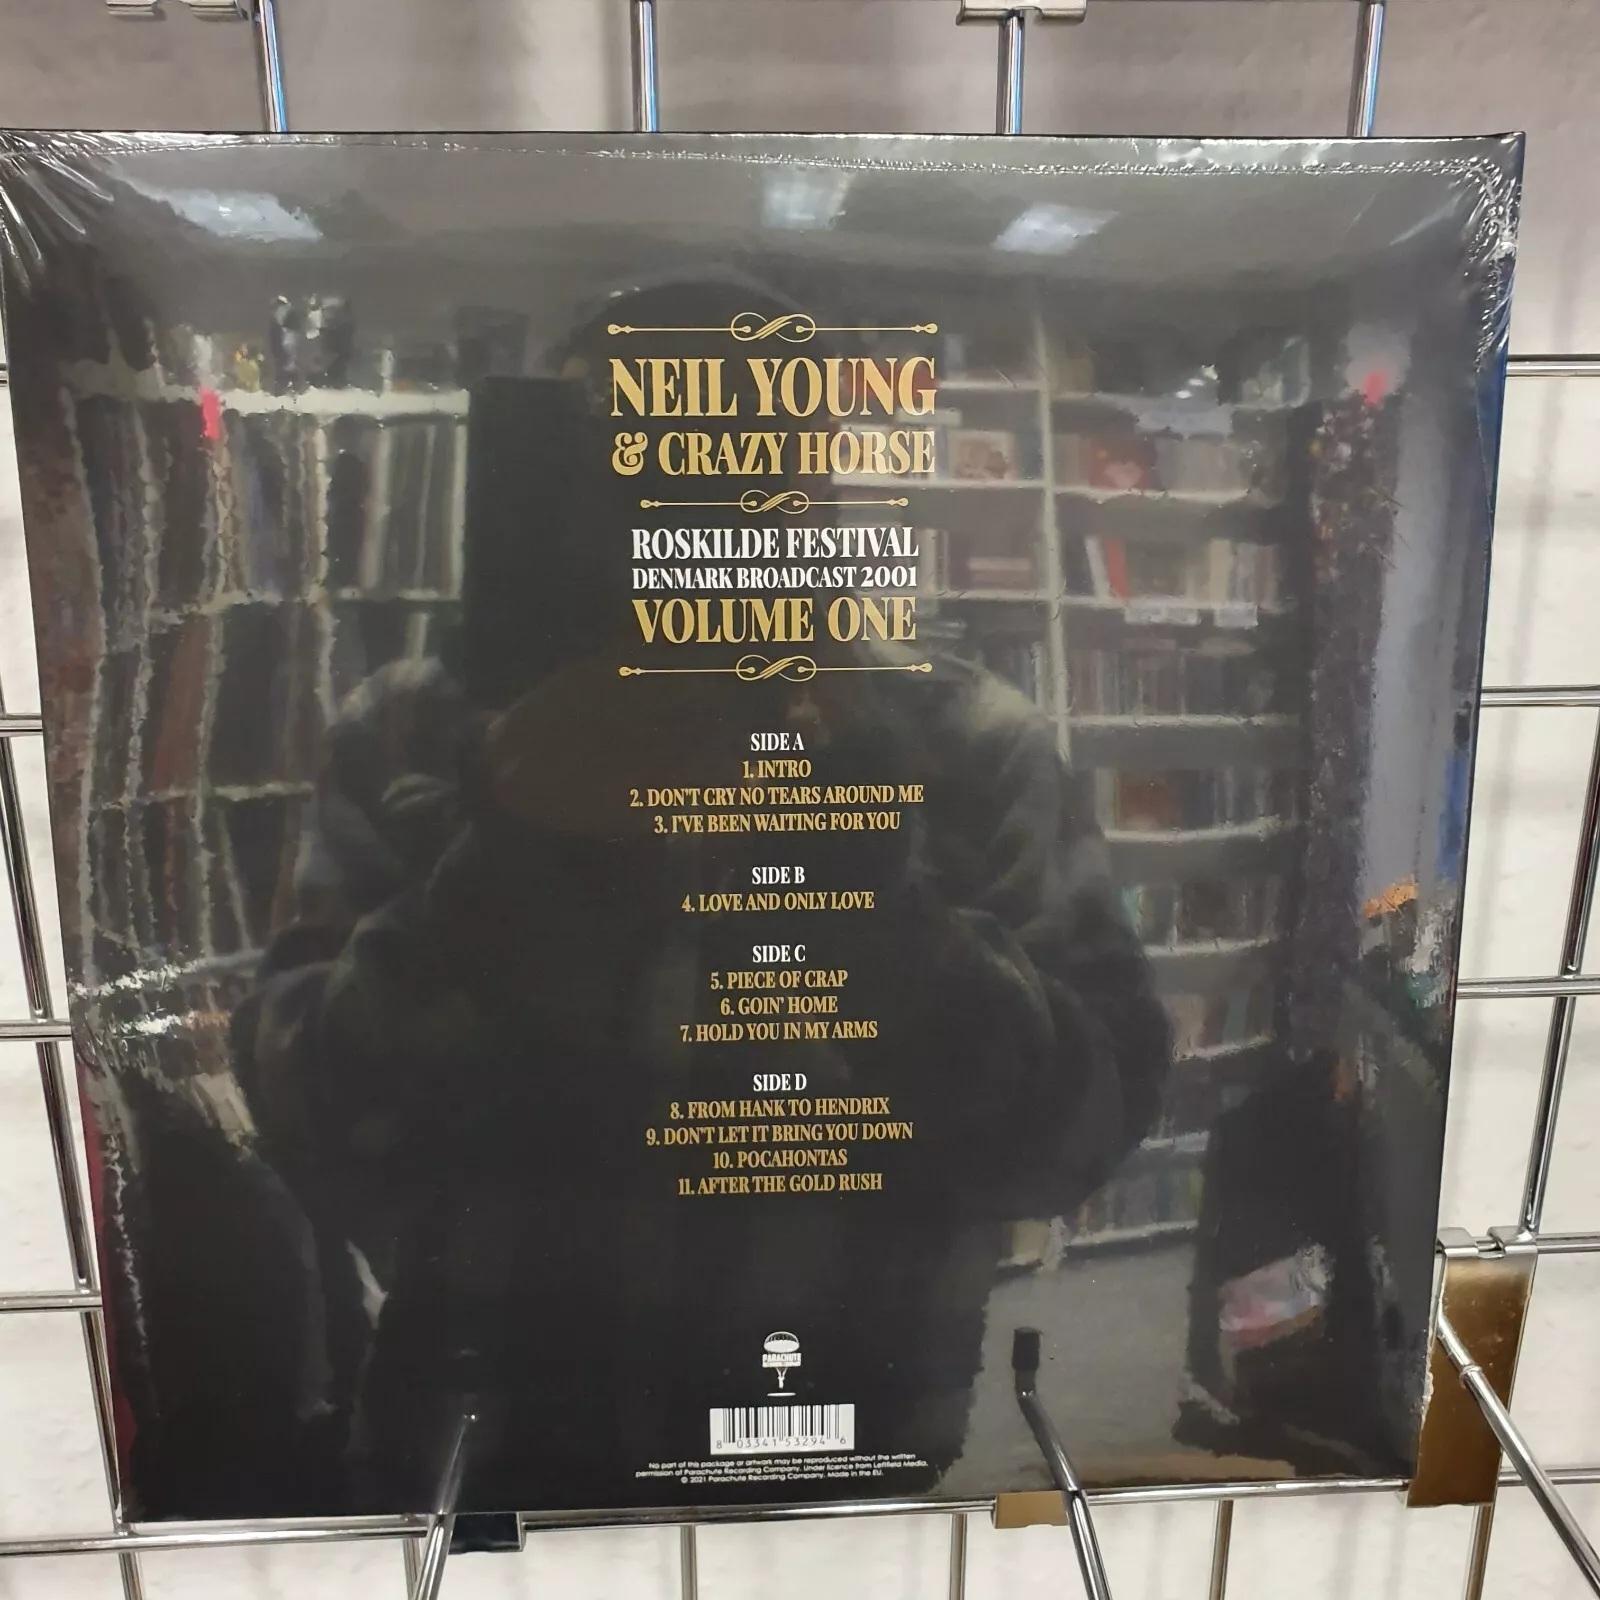 NEIL YOUNG
& CRAZY HORSE
ROSKILDE FESTIVAL
DENMARK BROADCAST 2001
VOLUME ONE
SIDE A
1. INTRO
2. DON'T CRY NO TEARS AROUND ME
3. I'VE BEEN WAITING FOR YOU
SIDE B
4. LOVE AND ONLY LOVE
SIDE C
5. PIECE OF CRAP
6. GOIN' HOME
7. HOLD YOU IN MY ARMS
SIDE D
8. FROM HANK TO HENDRIX
9. DON'T LET IT BRING YOU DOWN
10. POCAHONTAS
11. AFTER THE GOLD RUSH
PARACHUTE
8 03341 53294 6
No part of this package or artwork may be reproduced without the written
permission of Parachute Recording Company. Under licence from Leftfield Media.
© 2021 Parachute Recording Company. Made in the EU.